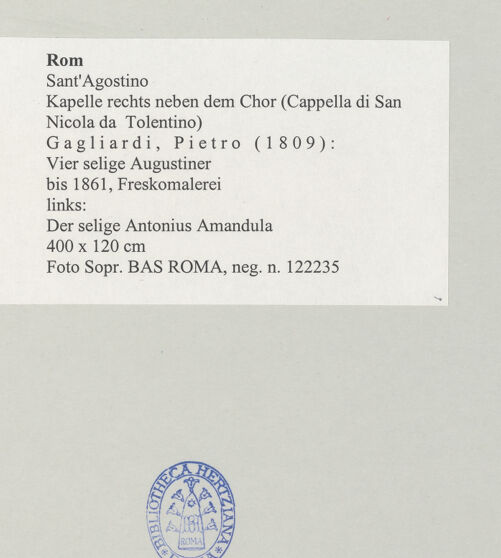 Rom
Sant'Agostino
Kapelle rechts neben dem Chor (Cappella di San
Nicola da Tolentino)
Gagliardi, Pietro (1809):
Vier selige Augustiner
bis 1861, Freskomalerei
links:
Der selige Antonius Amandula
400 x 120 cm
Foto Sopr. BAS ROMA, neg. n. 122235
BIBLIOTHECA HERTZIANA
ROMA